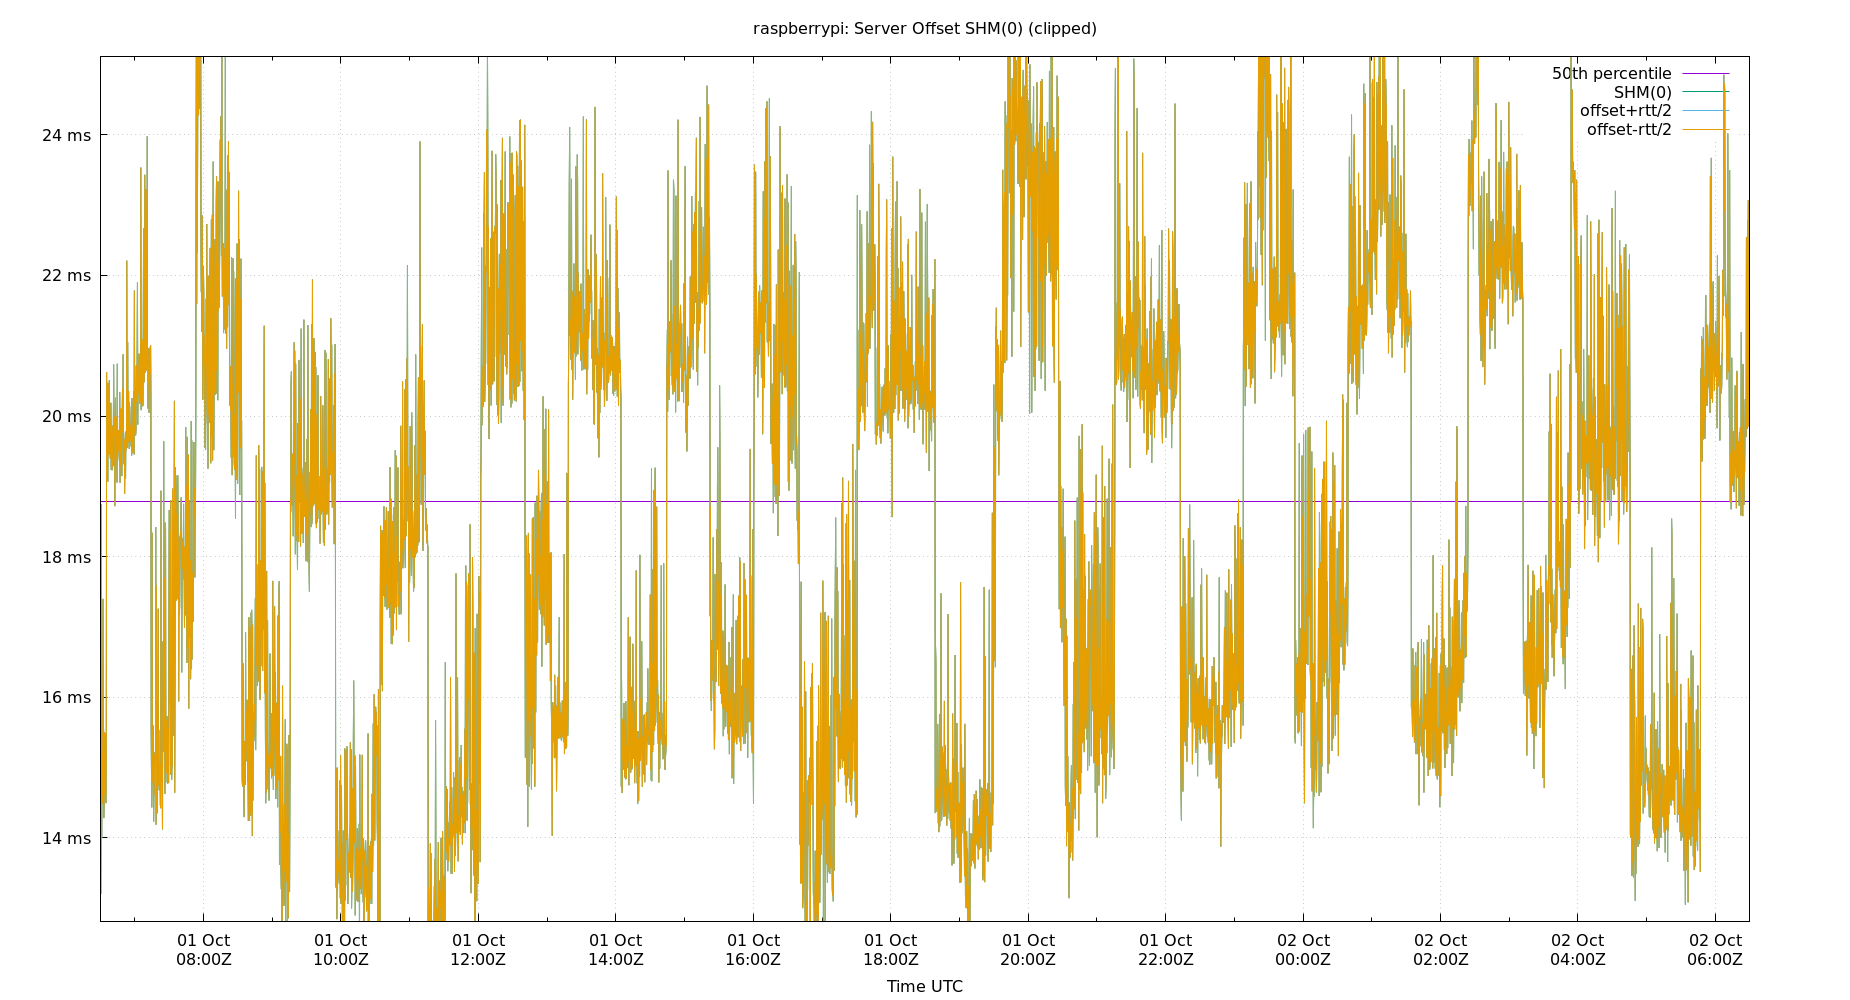 raspberrypi: Server Offset SHM(0) (clipped)
50th percentile
SHM(0)
offset+rtt/2
offset-rtt/2
24 ms
22 ms
20 ms
18 ms
16 ms
14 ms
01 Oct 01 Oct 01 Oct 01 Oct 01 Oct 01 Oct 01 Oct 01 Oct 02 Oct 02 Oct 02 Oct 02 Oct
08:00Z 10:00Z 12:00Z 14:00Z 16:00Z 18:00Z 20:00Z 22:00Z 00:00Z 02:00Z 04:00Z 06:00Z
Time UTC